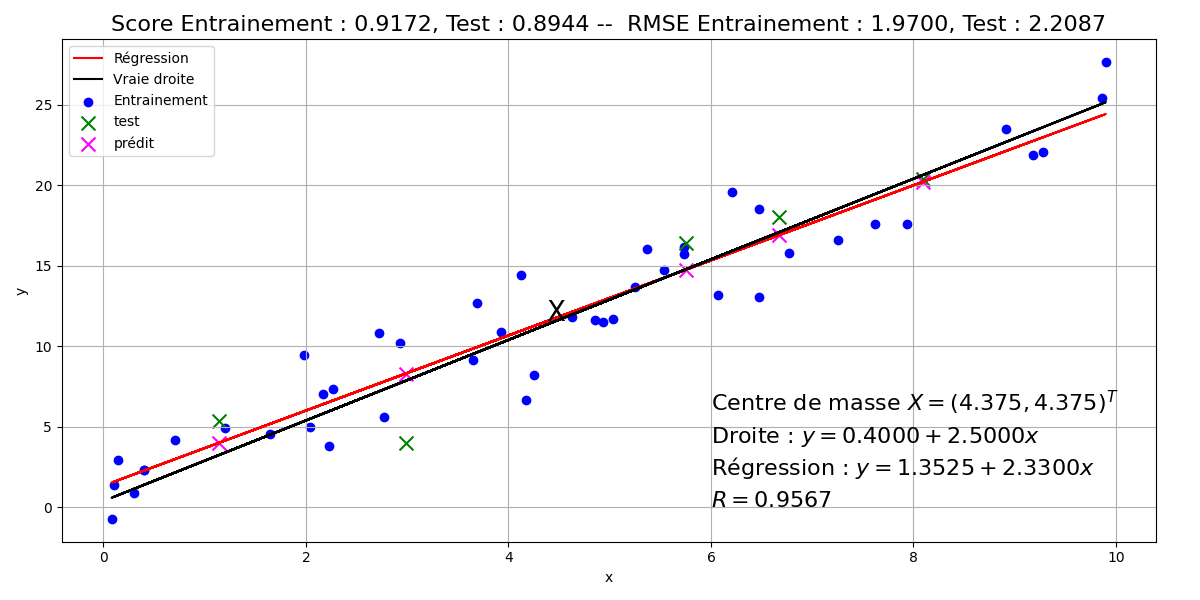 Score Entrainement : 0.9172, Test : 0.8944 -- RMSE Entrainement : 1.9700, Test : 2.2087
Régression
Vraie droite
Entrainement
test
prédit
25
20
15
10
5
0
y
X
Centre de masse X = (4.375, 4.375)^T
Droite : y = 0.4000 + 2.5000x
Régression : y = 1.3525 + 2.3300x
R = 0.9567
0 2 4 6 8 10
x